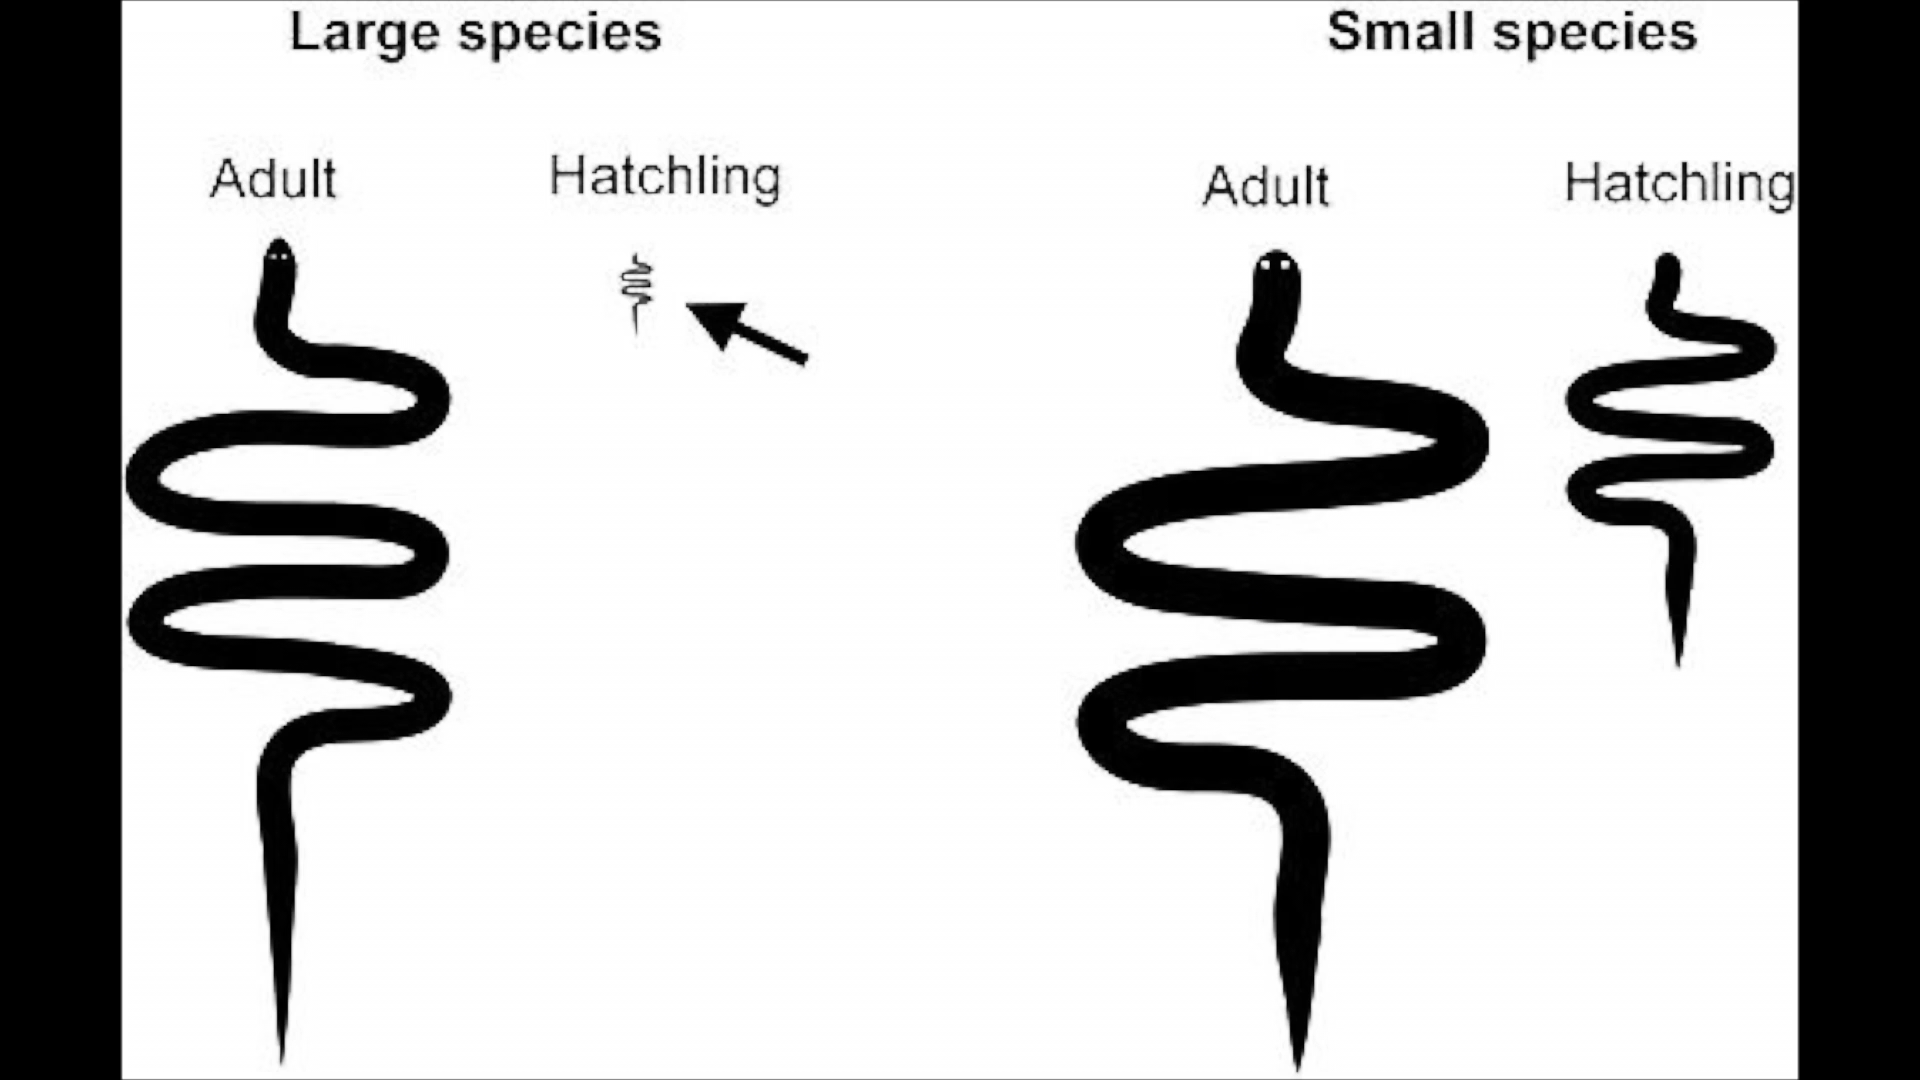 Large species
Small species
Adult
Hatchling
Adult
Hatchling